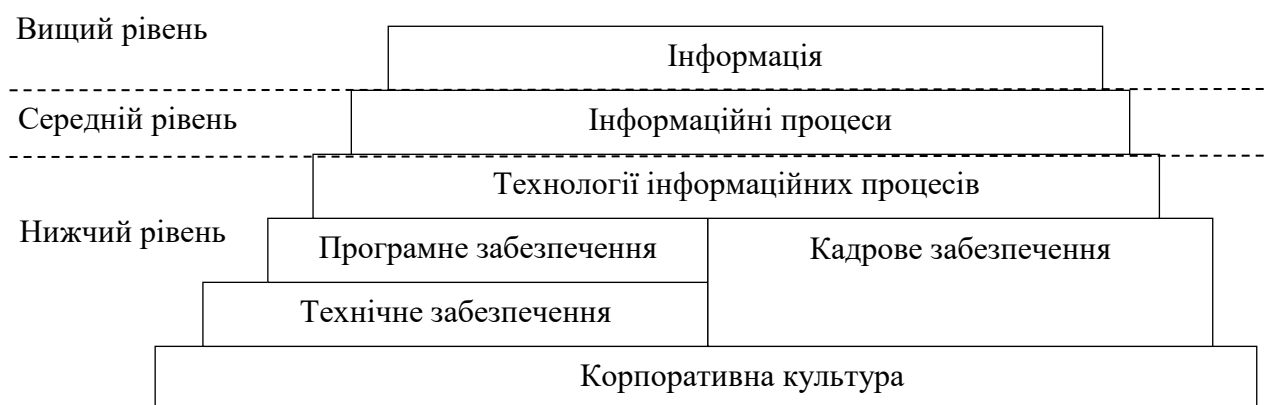 Вищий рівень
Інформація
Середній рівень
Інформаційні процеси
Технології інформаційних процесів
Нижчий рівень
Програмне забезпечення
Кадрове забезпечення
Технічне забезпечення
Корпоративна культура